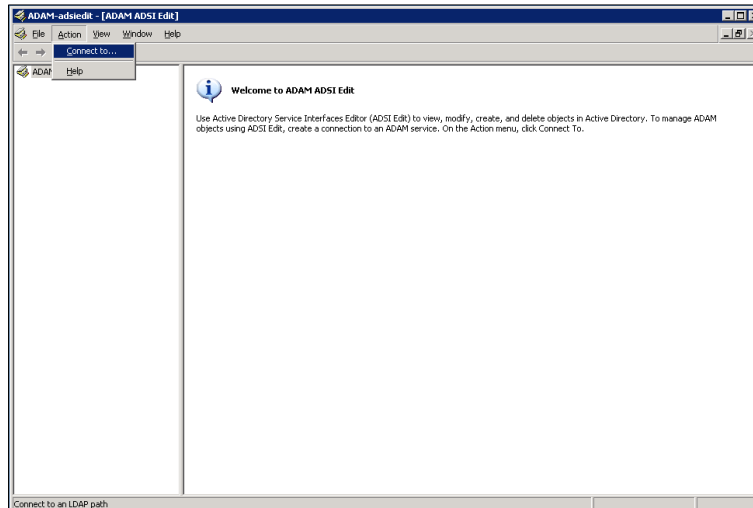 ADAM-adsiedit - [ADAM ADSI Edit]
File Action View Window Help
Connect to...
ADAM
Help
Welcome to ADAM ADSI Edit
Use Active Directory Service Interfaces Editor (ADSI Edit) to view, modify, create, and delete objects in Active Directory. To manage ADAM
objects using ADSI Edit, create a connection to an ADAM service. On the Action menu, click Connect To.
Connect to an LDAP path